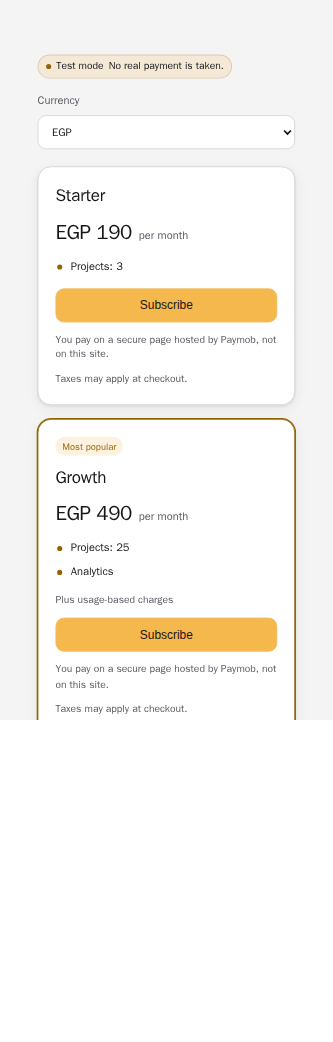 Test mode No real payment is taken.
Currency
EGP
Starter
EGP 190 per month
Projects: 3
Subscribe
You pay on a secure page hosted by Paymob, not
on this site.
Taxes may apply at checkout.
Most popular
Growth
EGP 490 per month
Projects: 25
Analytics
Plus usage-based charges
Subscribe
You pay on a secure page hosted by Paymob, not
on this site.
Taxes may apply at checkout.